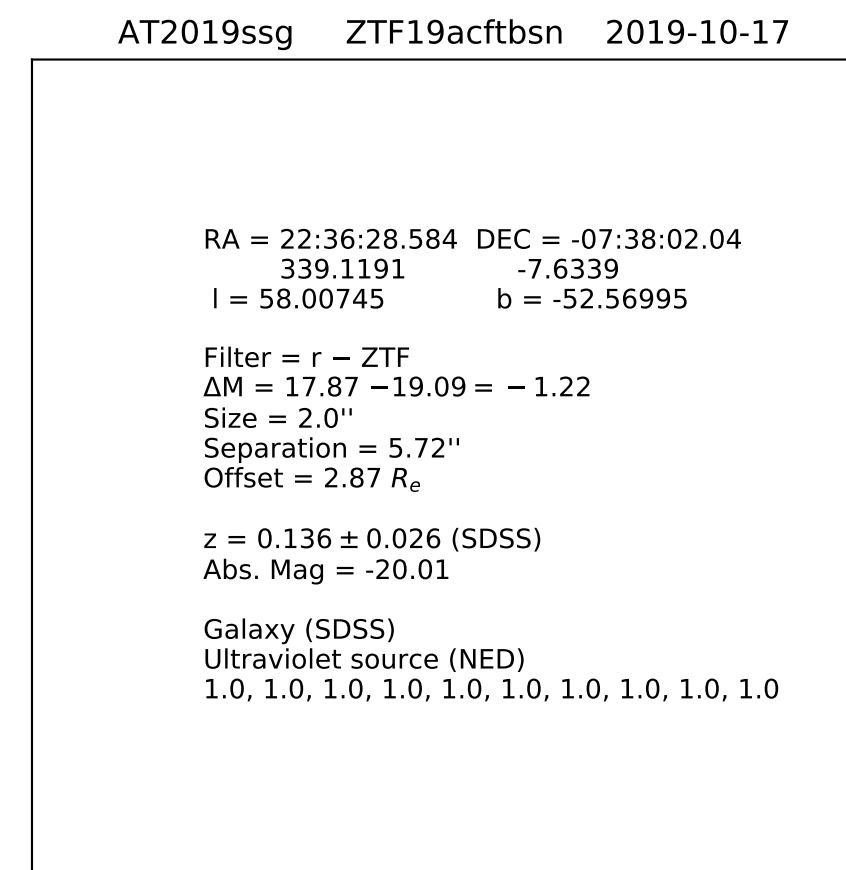 AT2019ssg ZTF19acftbsn 2019-10-17
RA = 22:36:28.584 DEC = -07:38:02.04
339.1191 -7.6339
l = 58.00745 b = -52.56995
Filter = r − ZTF
ΔM = 17.87 −19.09 = − 1.22
Size = 2.0''
Separation = 5.72''
Offset = 2.87 Rₑ
z = 0.136 ± 0.026 (SDSS)
Abs. Mag = -20.01
Galaxy (SDSS)
Ultraviolet source (NED)
1.0, 1.0, 1.0, 1.0, 1.0, 1.0, 1.0, 1.0, 1.0, 1.0